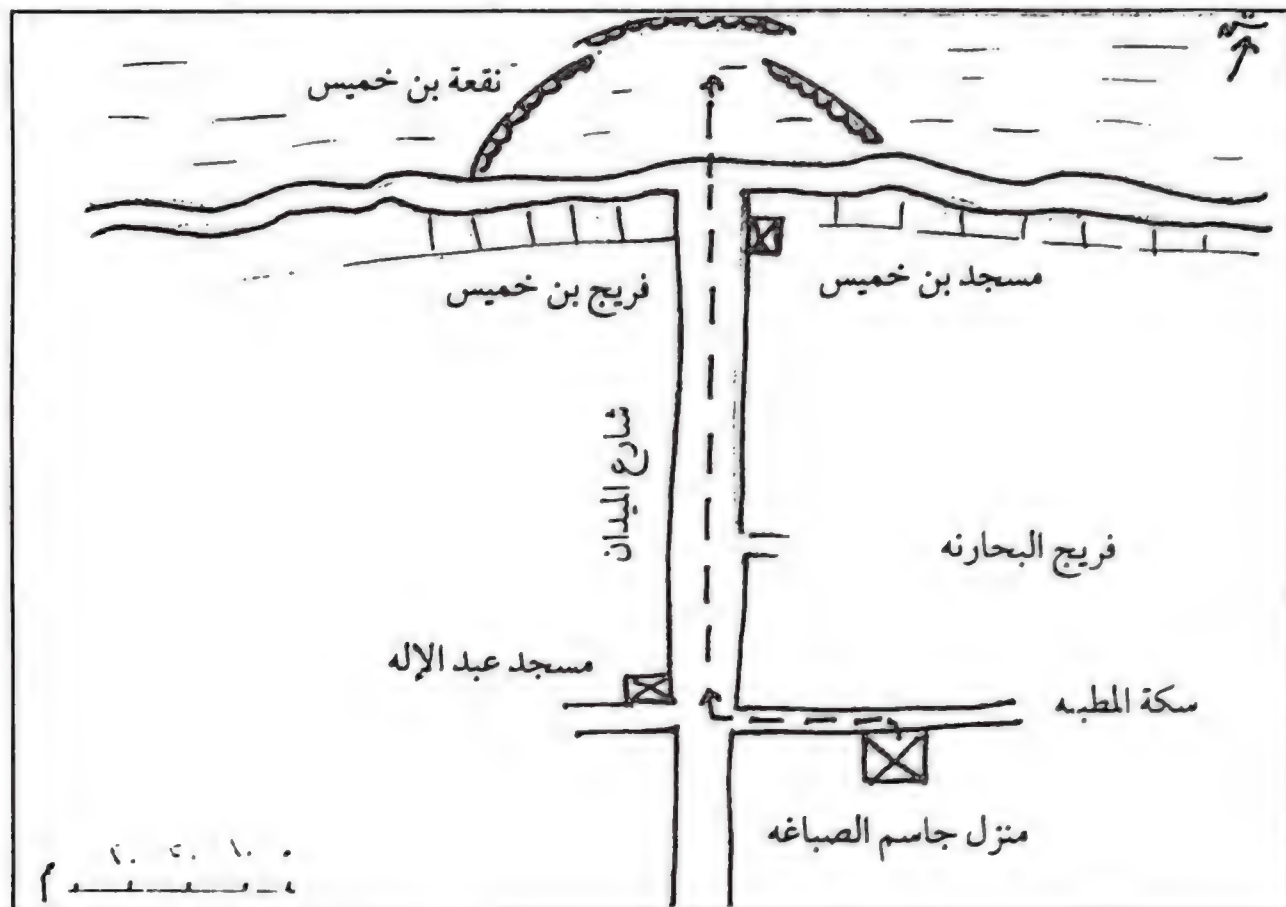 نقعة بن خميس
مسجد بن خميس
فريج بن خميس
شارع الميدان
فريج البحارنه
مسجد عبد الإله
سكة المطبه
منزل جاسم الصباغه
م